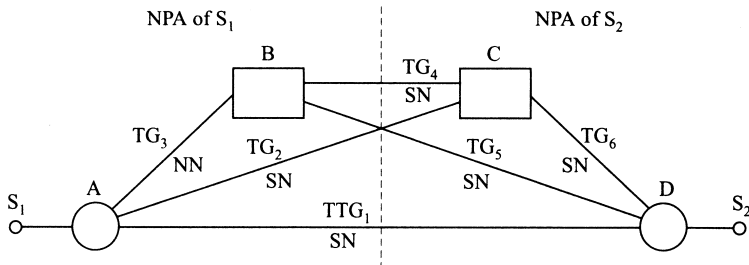 NPA of S₁
NPA of S₂
B
C
TG₄
SN
TG₃
NN
TG₂
SN
TG₅
SN
TG₆
SN
S₁
A
TTG₁
SN
D
S₂